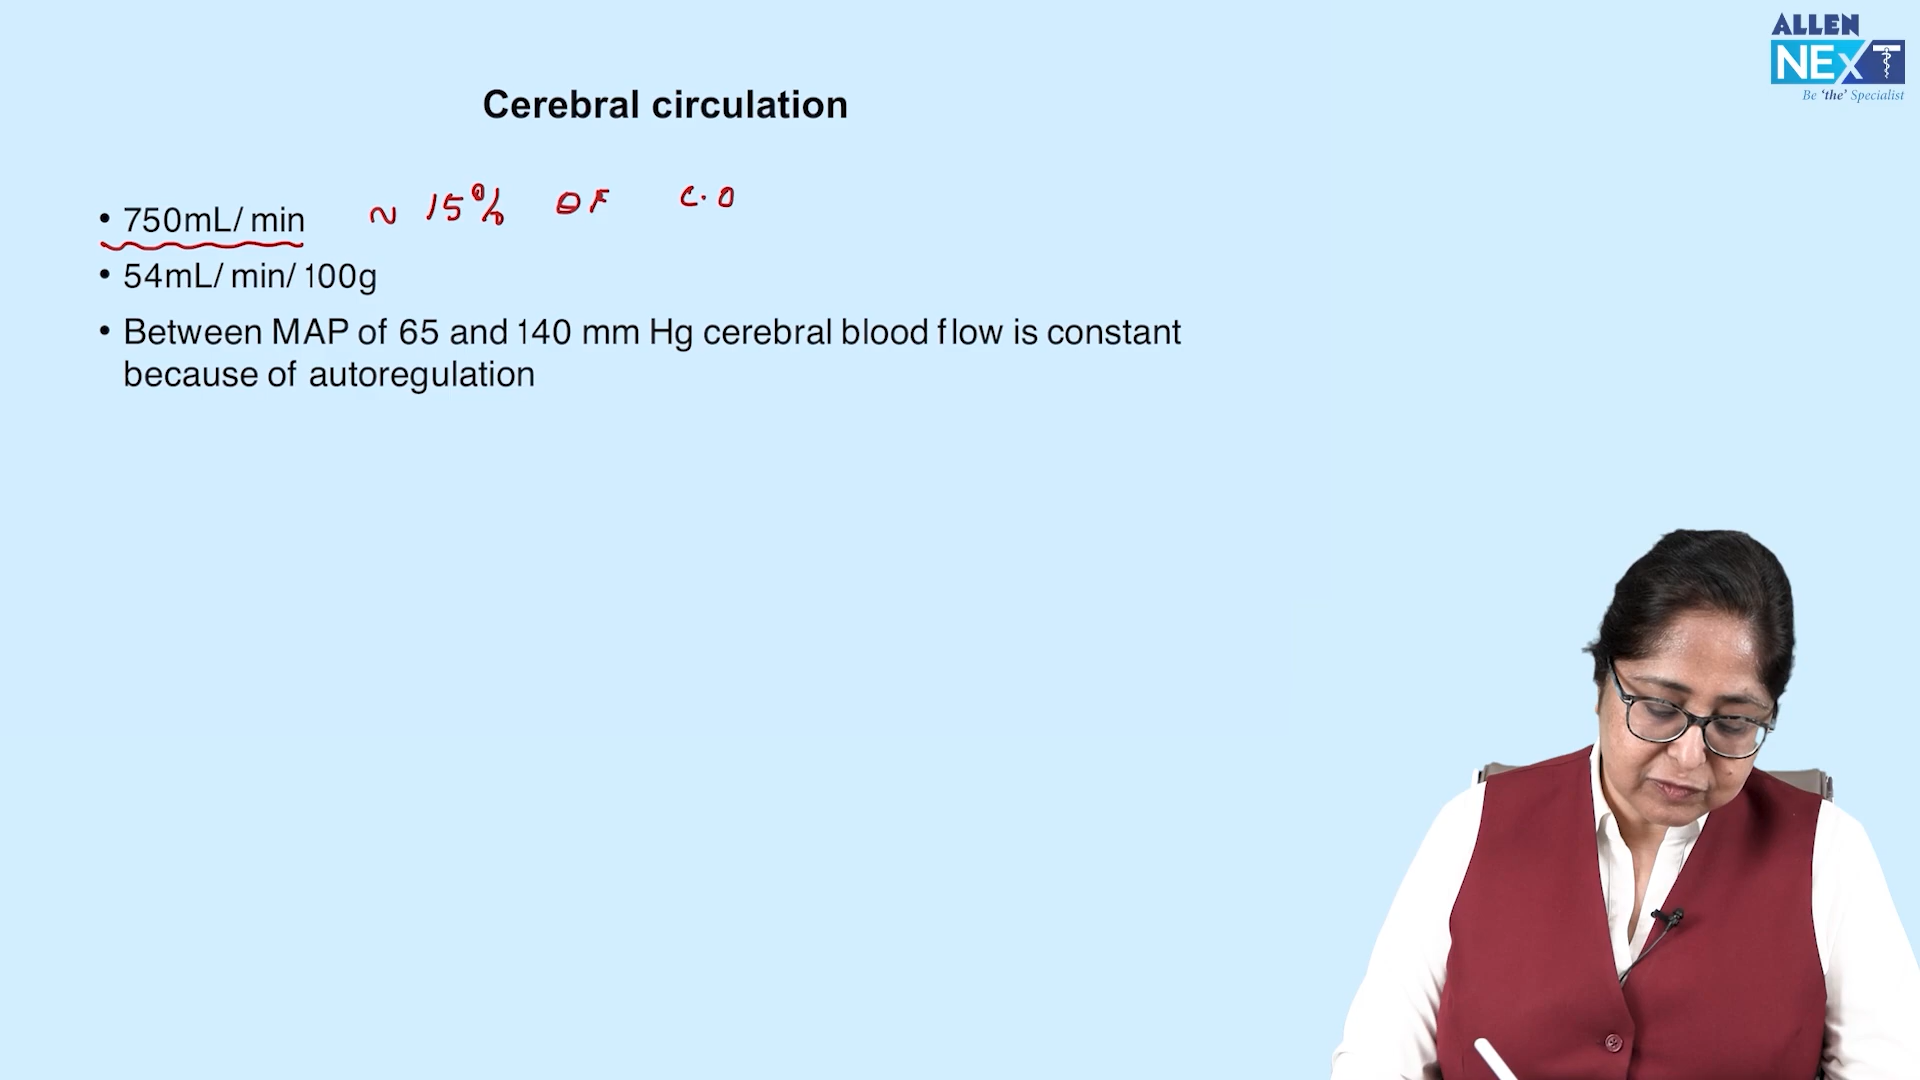 ALLEN
NEXT
Be 'the' Specialist
Cerebral circulation
• 750mL/ min ~ 15% OF C.O
• 54mL/ min/ 100g
• Between MAP of 65 and 140 mm Hg cerebral blood flow is constant
because of autoregulation